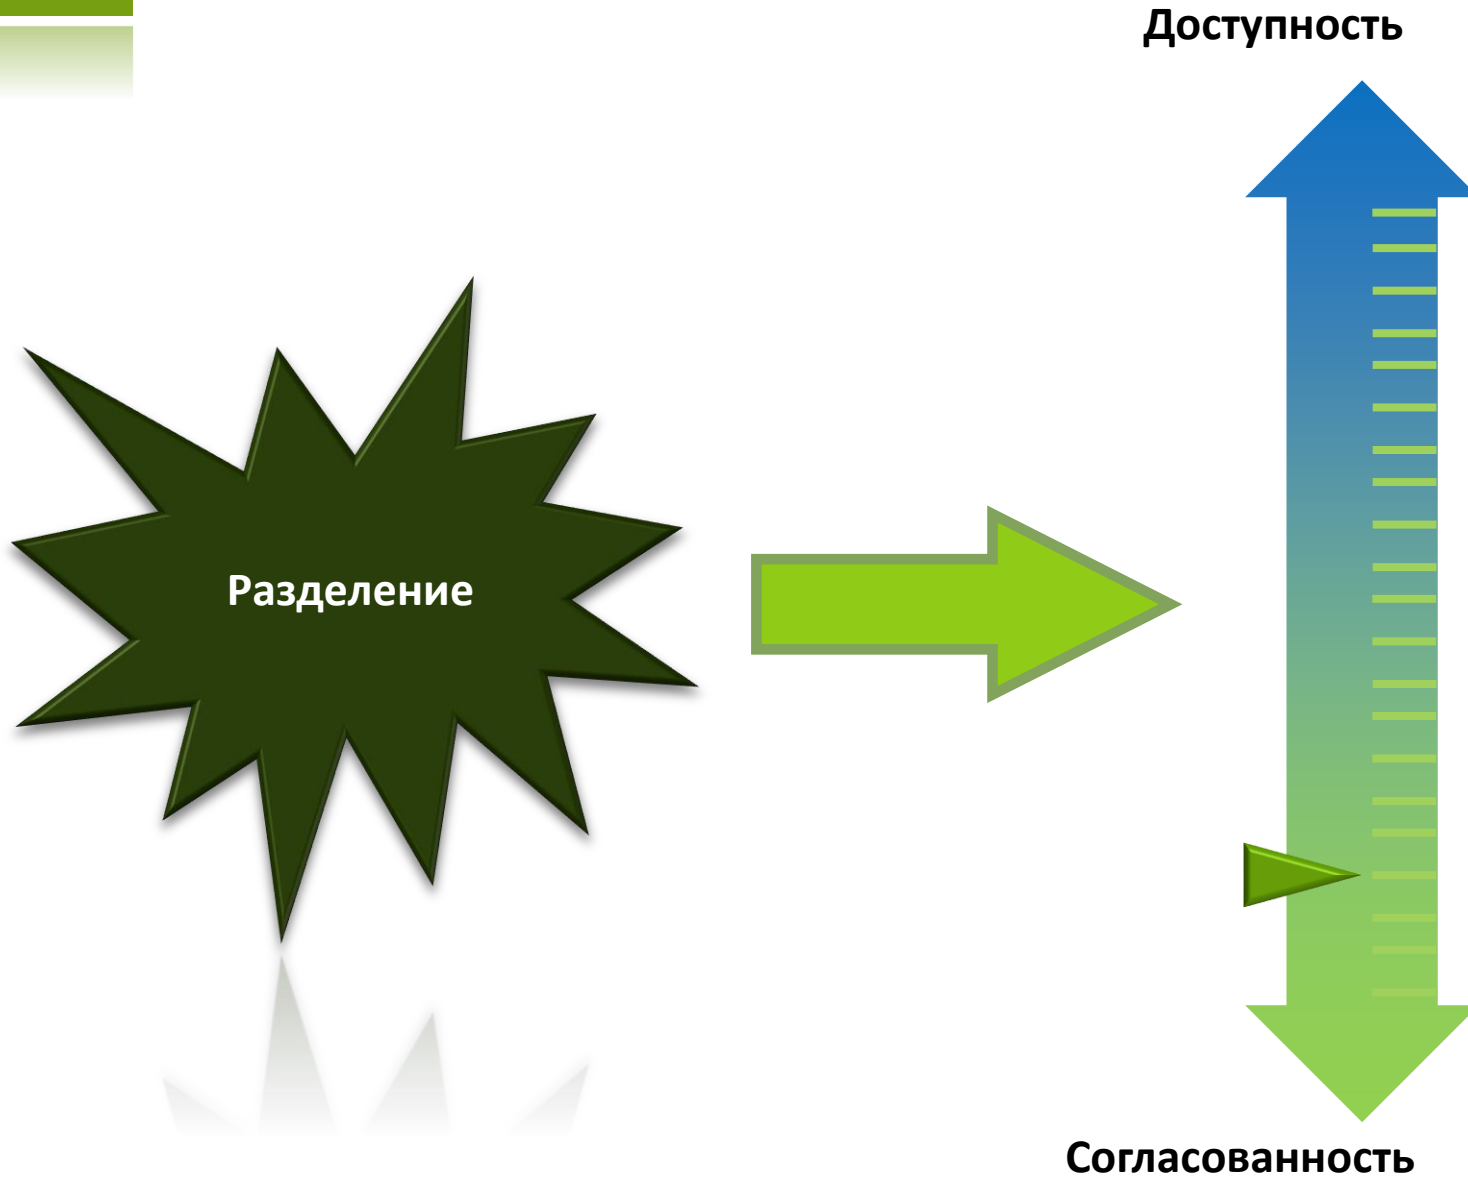 Доступность
Разделение
Согласованность